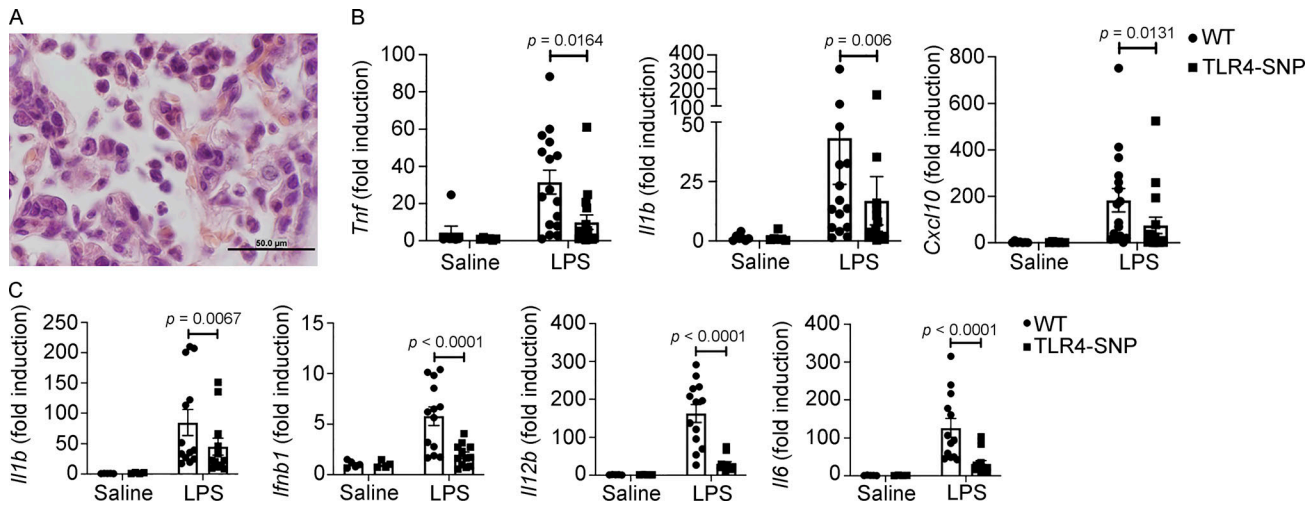 A
50.0 µm
B
Tnf (fold induction)
100
80
60
40
20
0
p = 0.0164
Saline
LPS
Il1b (fold induction)
400
300
200
100
50
25
0
p = 0.006
Saline
LPS
Cxcl10 (fold induction)
800
600
400
200
0
p = 0.0131
Saline
LPS
WT
TLR4-SNP
C
Il1b (fold induction)
250
200
150
100
50
0
p = 0.0067
Saline
LPS
Ifnb1 (fold induction)
15
10
5
0
p < 0.0001
Saline
LPS
Il12b (fold induction)
400
300
200
100
0
p < 0.0001
Saline
LPS
Il6 (fold induction)
400
300
200
100
0
p < 0.0001
Saline
LPS
WT
TLR4-SNP